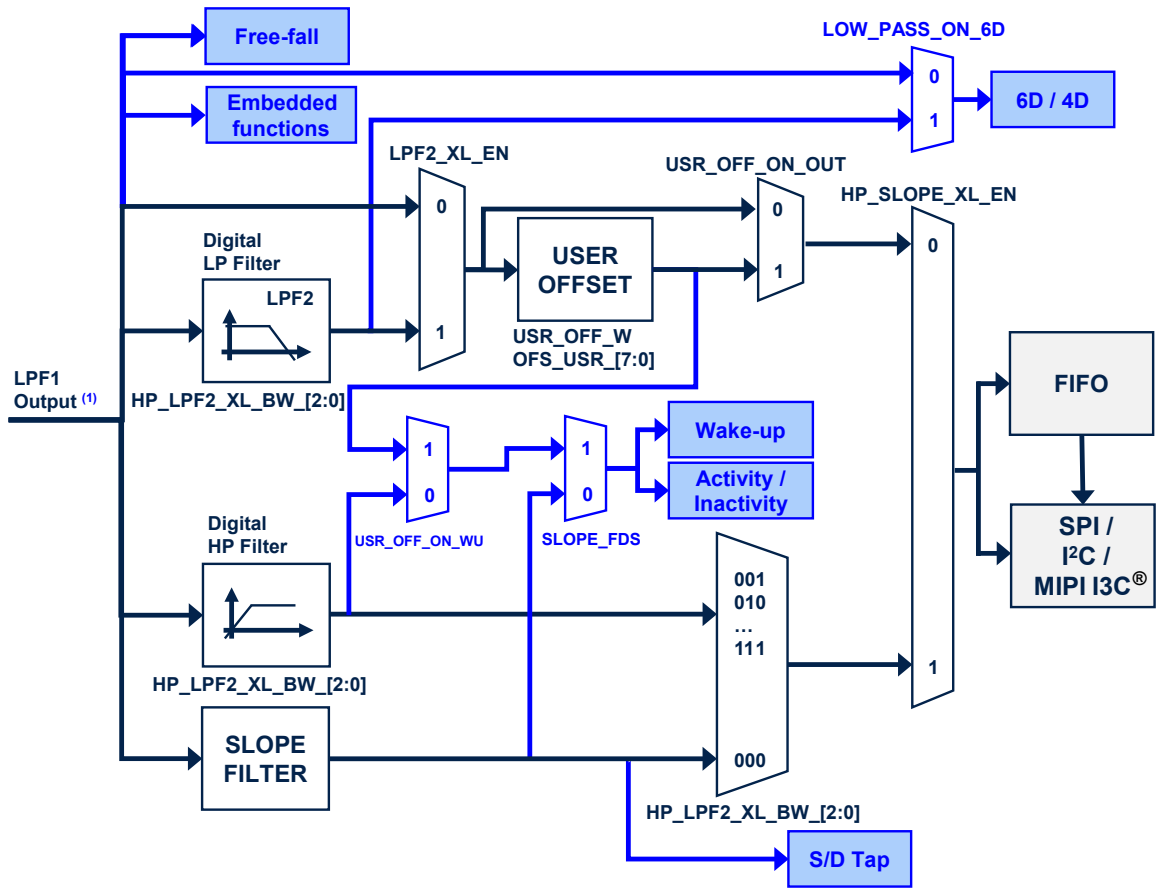 Free-fall
LOW_PASS_ON_6D
0
1
6D / 4D
Embedded
functions
LPF2_XL_EN
0
1
USR_OFF_ON_OUT
0
1
HP_SLOPE_XL_EN
0
1
Digital
LP Filter
LPF2
HP_LPF2_XL_BW_[2:0]
USER
OFFSET
USR_OFF_W
OFS_USR_[7:0]
LPF1
Output (1)
FIFO
SPI /
I²C /
MIPI I3C®
1
0
USR_OFF_ON_WU
1
0
SLOPE_FDS
Wake-up
Activity /
Inactivity
Digital
HP Filter
HP_LPF2_XL_BW_[2:0]
001
010
...
111
000
HP_LPF2_XL_BW_[2:0]
SLOPE
FILTER
S/D Tap